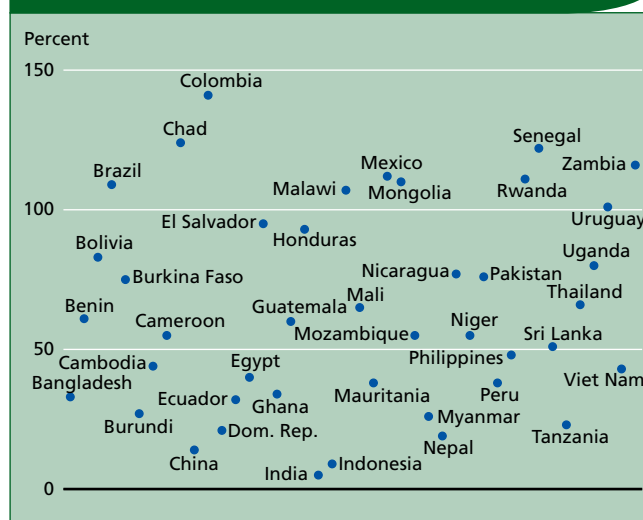 Percent
150
Colombia
Chad
Senegal
Mexico
Zambia
Brazil
Malawi
Mongolia
Rwanda
100
El Salvador
Uruguay
Honduras
Bolivia
Uganda
Nicaragua
Pakistan
Burkina Faso
Mali
Thailand
Benin
Guatemala
Cameroon
Mozambique
Niger
Sri Lanka
50
Philippines
Cambodia
Egypt
Viet Nam
Bangladesh
Ecuador
Mauritania
Peru
Ghana
Burundi
Myanmar
Dom. Rep.
Tanzania
Nepal
China
Indonesia
India
0